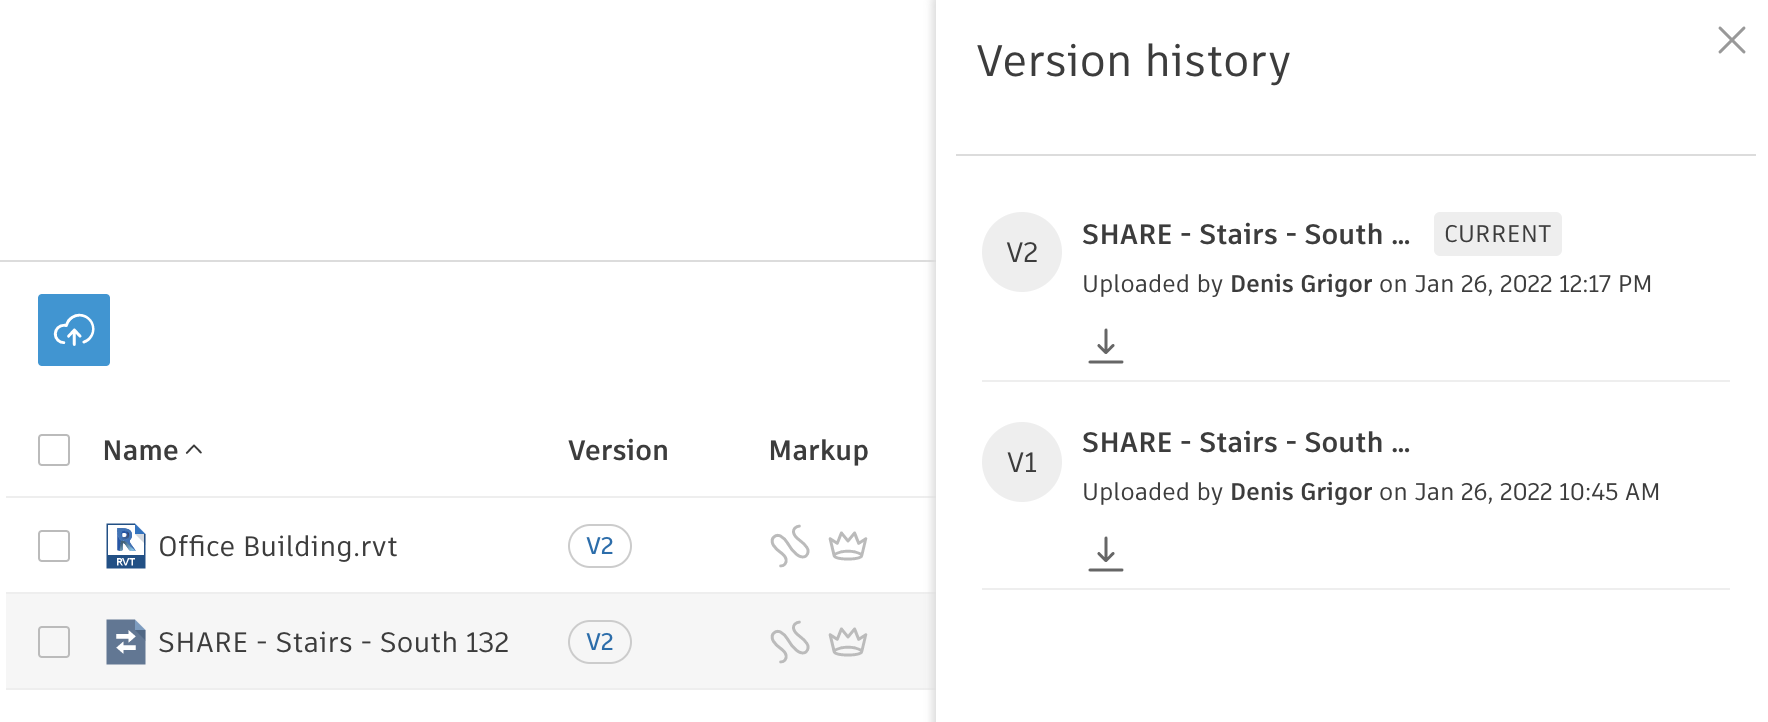 Version history
V2
SHARE - Stairs - South ...
CURRENT
Uploaded by Denis Grigor on Jan 26, 2022 12:17 PM
V1
SHARE - Stairs - South ...
Uploaded by Denis Grigor on Jan 26, 2022 10:45 AM
Name Version Markup
R
RVT
Office Building.rvt V2
SHARE - Stairs - South 132 V2